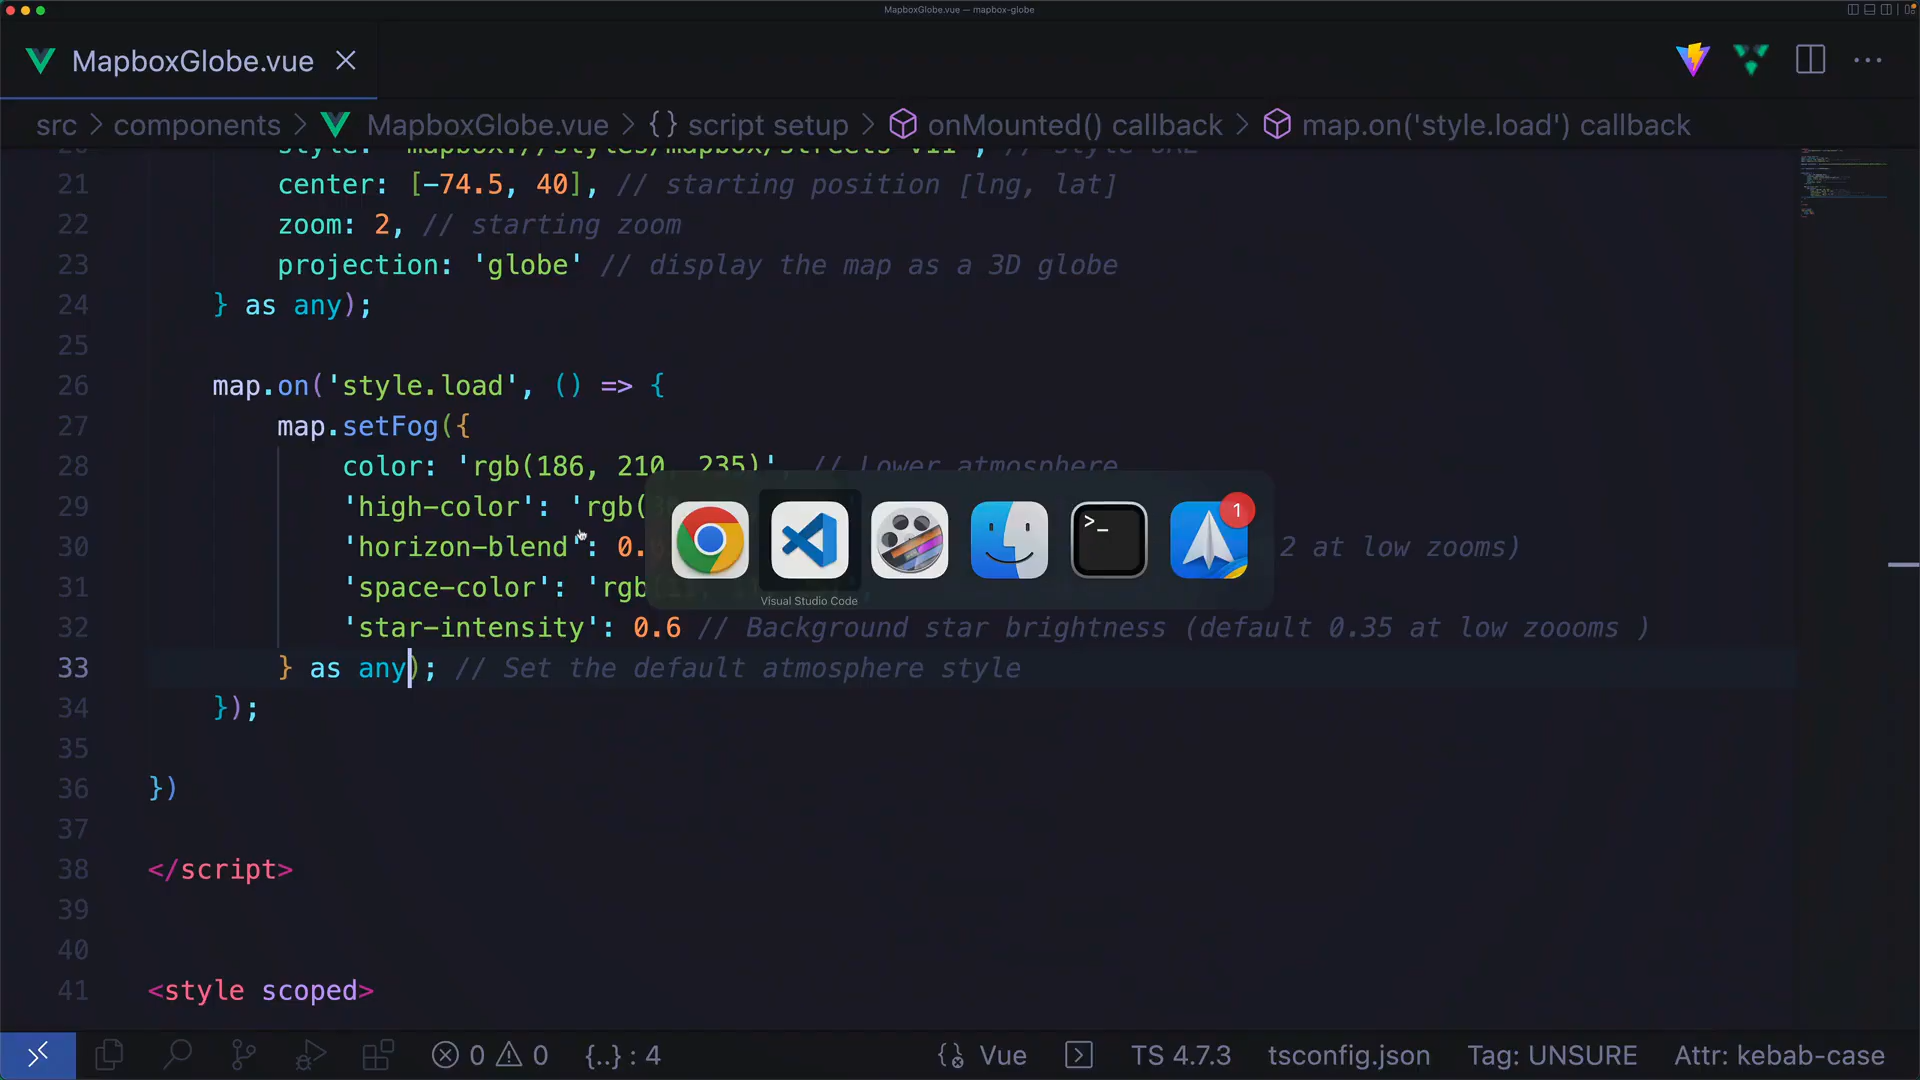 MapboxGlobe.vue — mapbox-globe
MapboxGlobe.vue
src > components > MapboxGlobe.vue > {} script setup > onMounted() callback > map.on('style.load') callback
21 center: [-74.5, 40], // starting position [lng, lat]
22 zoom: 2, // starting zoom
23 projection: 'globe' // display the map as a 3D globe
24 } as any);
25
26 map.on('style.load', () => {
27 map.setFog({
28 color: 'rgb(186, 210, 235)', // Lower atmosphere
29 'high-color': 'rgb(
30 'horizon-blend': 0. 2 at low zooms)
31 'space-color': 'rgb
32 'star-intensity': 0.6 // Background star brightness (default 0.35 at low zoooms )
33 } as any); // Set the default atmosphere style
34 });
35
36 })
37
38 </script>
39
40
41 <style scoped>
>_
1
Visual Studio Code
0 0 {..} : 4 Vue TS 4.7.3 tsconfig.json Tag: UNSURE Attr: kebab-case